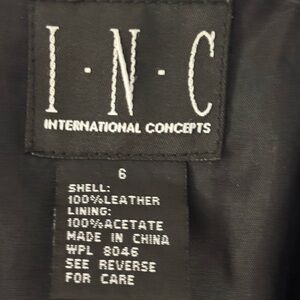 I·N·C
INTERNATIONAL CONCEPTS
6
SHELL:
100%LEATHER
LINING:
100%ACETATE
MADE IN CHINA
WPL 8046
SEE REVERSE
FOR CARE